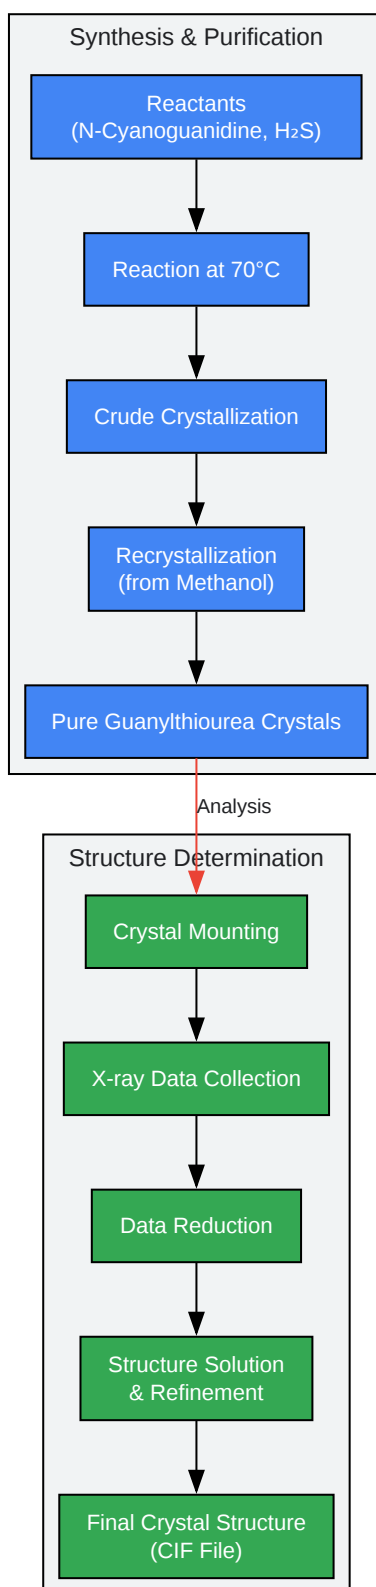 Synthesis & Purification
Reactants
(N-Cyanoguanidine, H₂S)
Reaction at 70°C
Crude Crystallization
Recrystallization
(from Methanol)
Pure Guanylthiourea Crystals
Analysis
Structure Determination
Crystal Mounting
X-ray Data Collection
Data Reduction
Structure Solution
& Refinement
Final Crystal Structure
(CIF File)